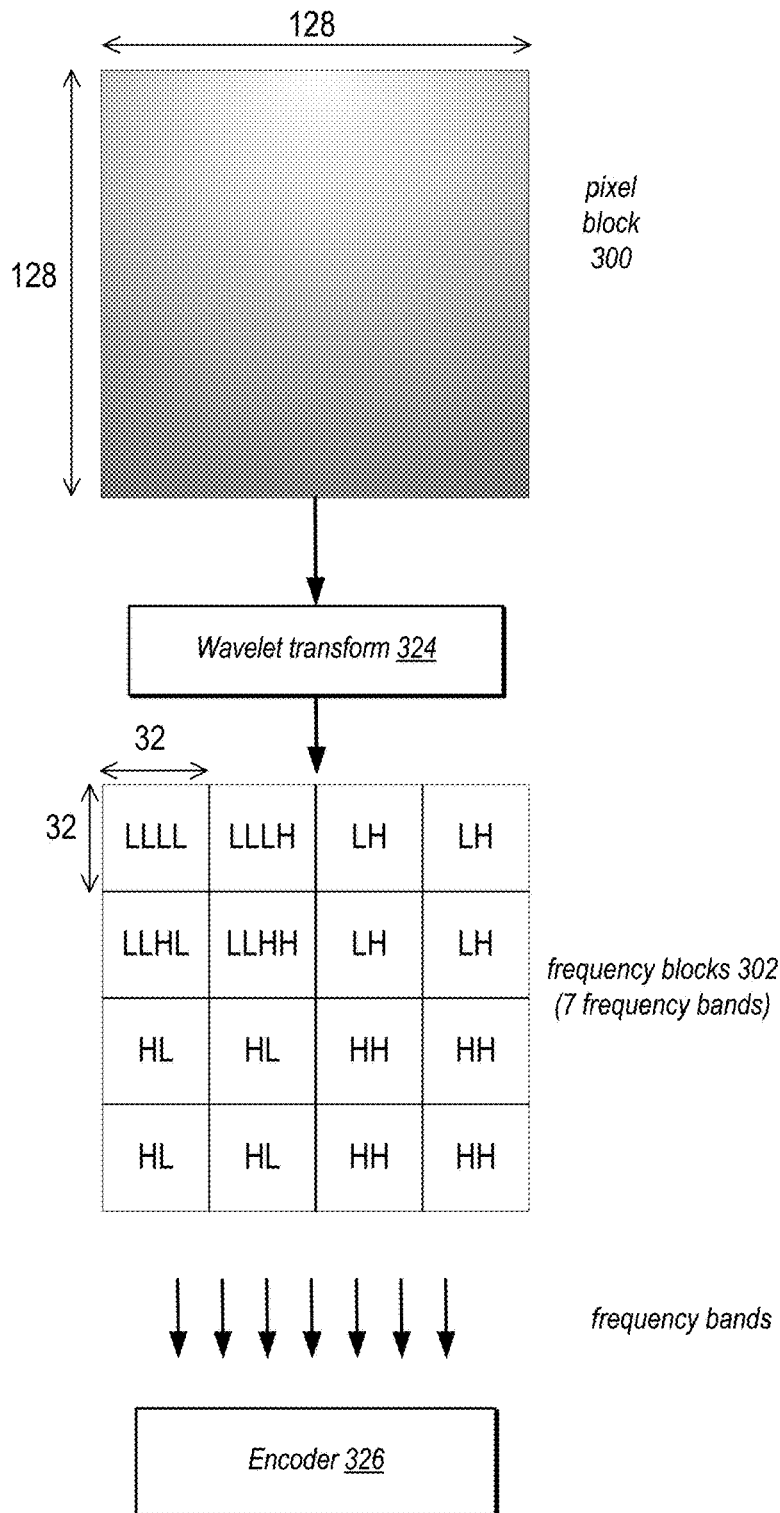 128
128
pixel
block
300
Wavelet transform 324
32
32
LLLL LLLH LH LH
LLHL LLHH LH LH
HL HL HH HH
HL HL HH HH
frequency blocks 302
(7 frequency bands)
frequency bands
Encoder 326